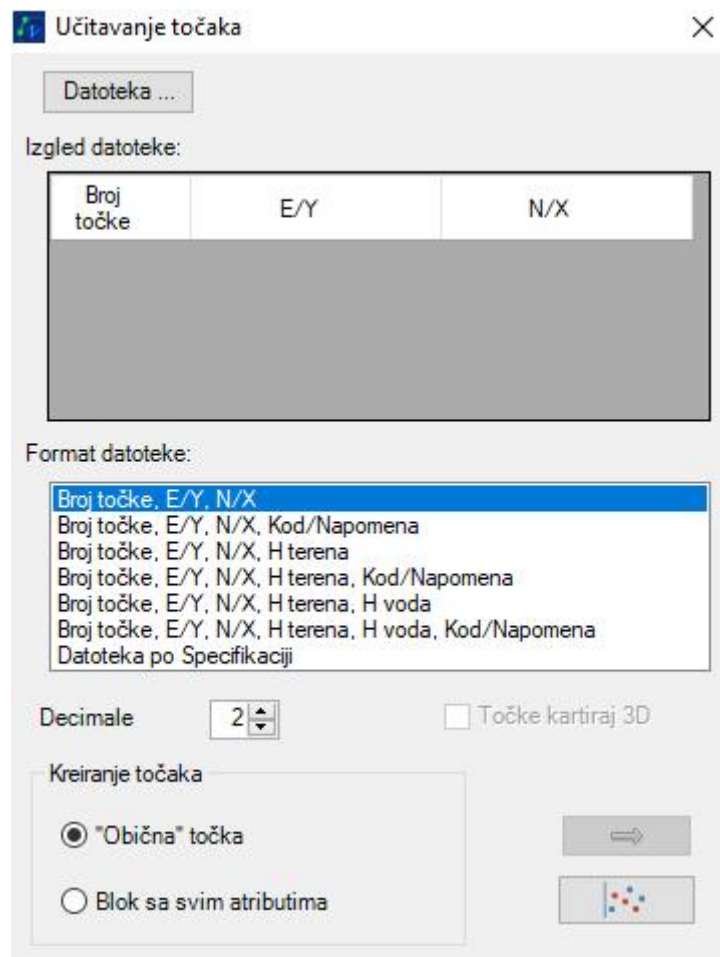 Učitavanje točaka
Datoteka ...
Izgled datoteke:
Broj točke E/Y N/X
Format datoteke:
Broj točke, E/Y, N/X
Broj točke, E/Y, N/X, Kod/Napomena
Broj točke, E/Y, N/X, H terena
Broj točke, E/Y, N/X, H terena, Kod/Napomena
Broj točke, E/Y, N/X, H terena, H voda
Broj točke, E/Y, N/X, H terena, H voda, Kod/Napomena
Datoteka po Specifikaciji
Decimale 2 Točke kartiraj 3D
Kreiranje točaka
"Obična" točka
Blok sa svim atributima